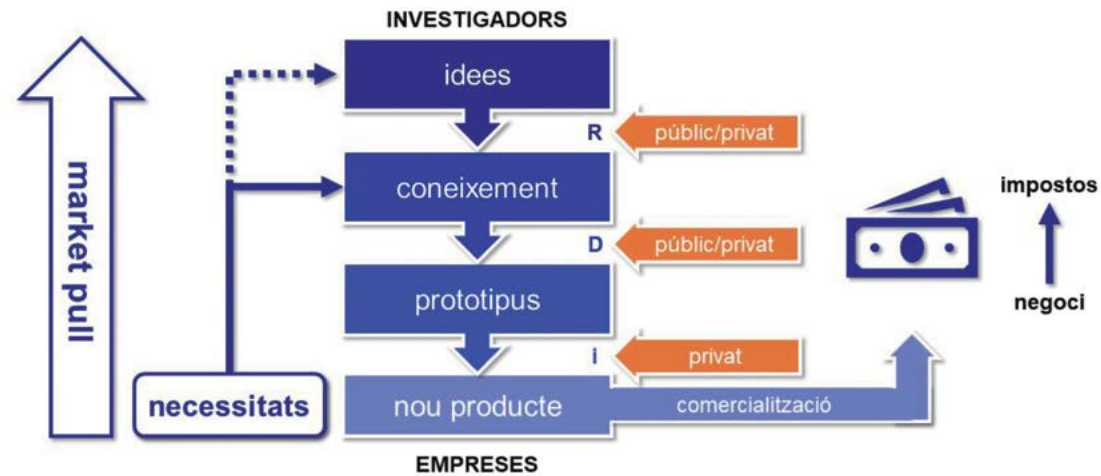 INVESTIGADORS
idees
R
públic/privat
coneixement
D
públic/privat
prototipus
i
privat
nou producte
comercialització
EMPRESES
market pull
necessitats
impostos
negoci